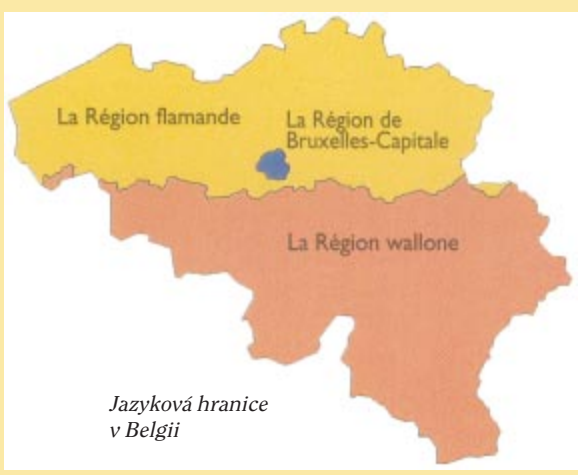 La Région flamande
La Région de
Bruxelles-Capitale
La Région wallone
Jazyková hranice
v Belgii